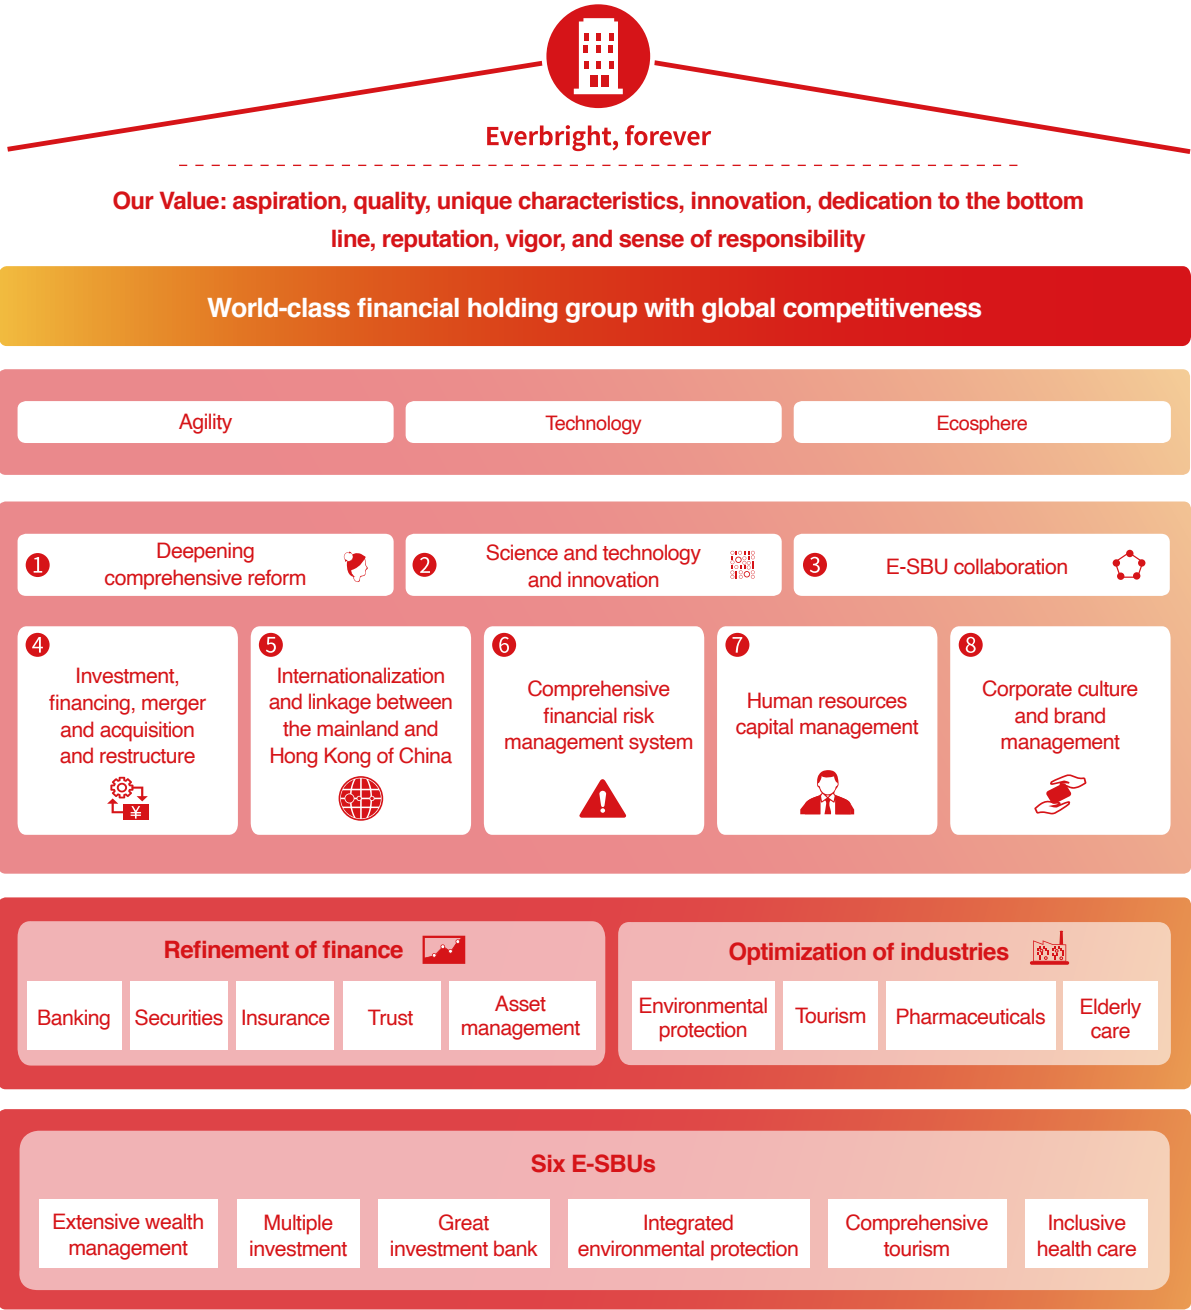 Everbright, forever
Our Value: aspiration, quality, unique characteristics, innovation, dedication to the bottom
line, reputation, vigor, and sense of responsibility
World-class financial holding group with global competitiveness
Agility
Technology
Ecosphere
1
Deepening
comprehensive reform
2
Science and technology
and innovation
3
E-SBU collaboration
4
Investment,
financing, merger
and acquisition
and restructure
¥
5
Internationalization
and linkage between
the mainland and
Hong Kong of China
6
Comprehensive
financial risk
management system
7
Human resources
capital management
8
Corporate culture
and brand
management
Refinement of finance
Banking
Securities
Insurance
Trust
Asset
management
Optimization of industries
Environmental
protection
Tourism
Pharmaceuticals
Elderly
care
Six E-SBUs
Extensive wealth
management
Multiple
investment
Great
investment bank
Integrated
environmental protection
Comprehensive
tourism
Inclusive
health care